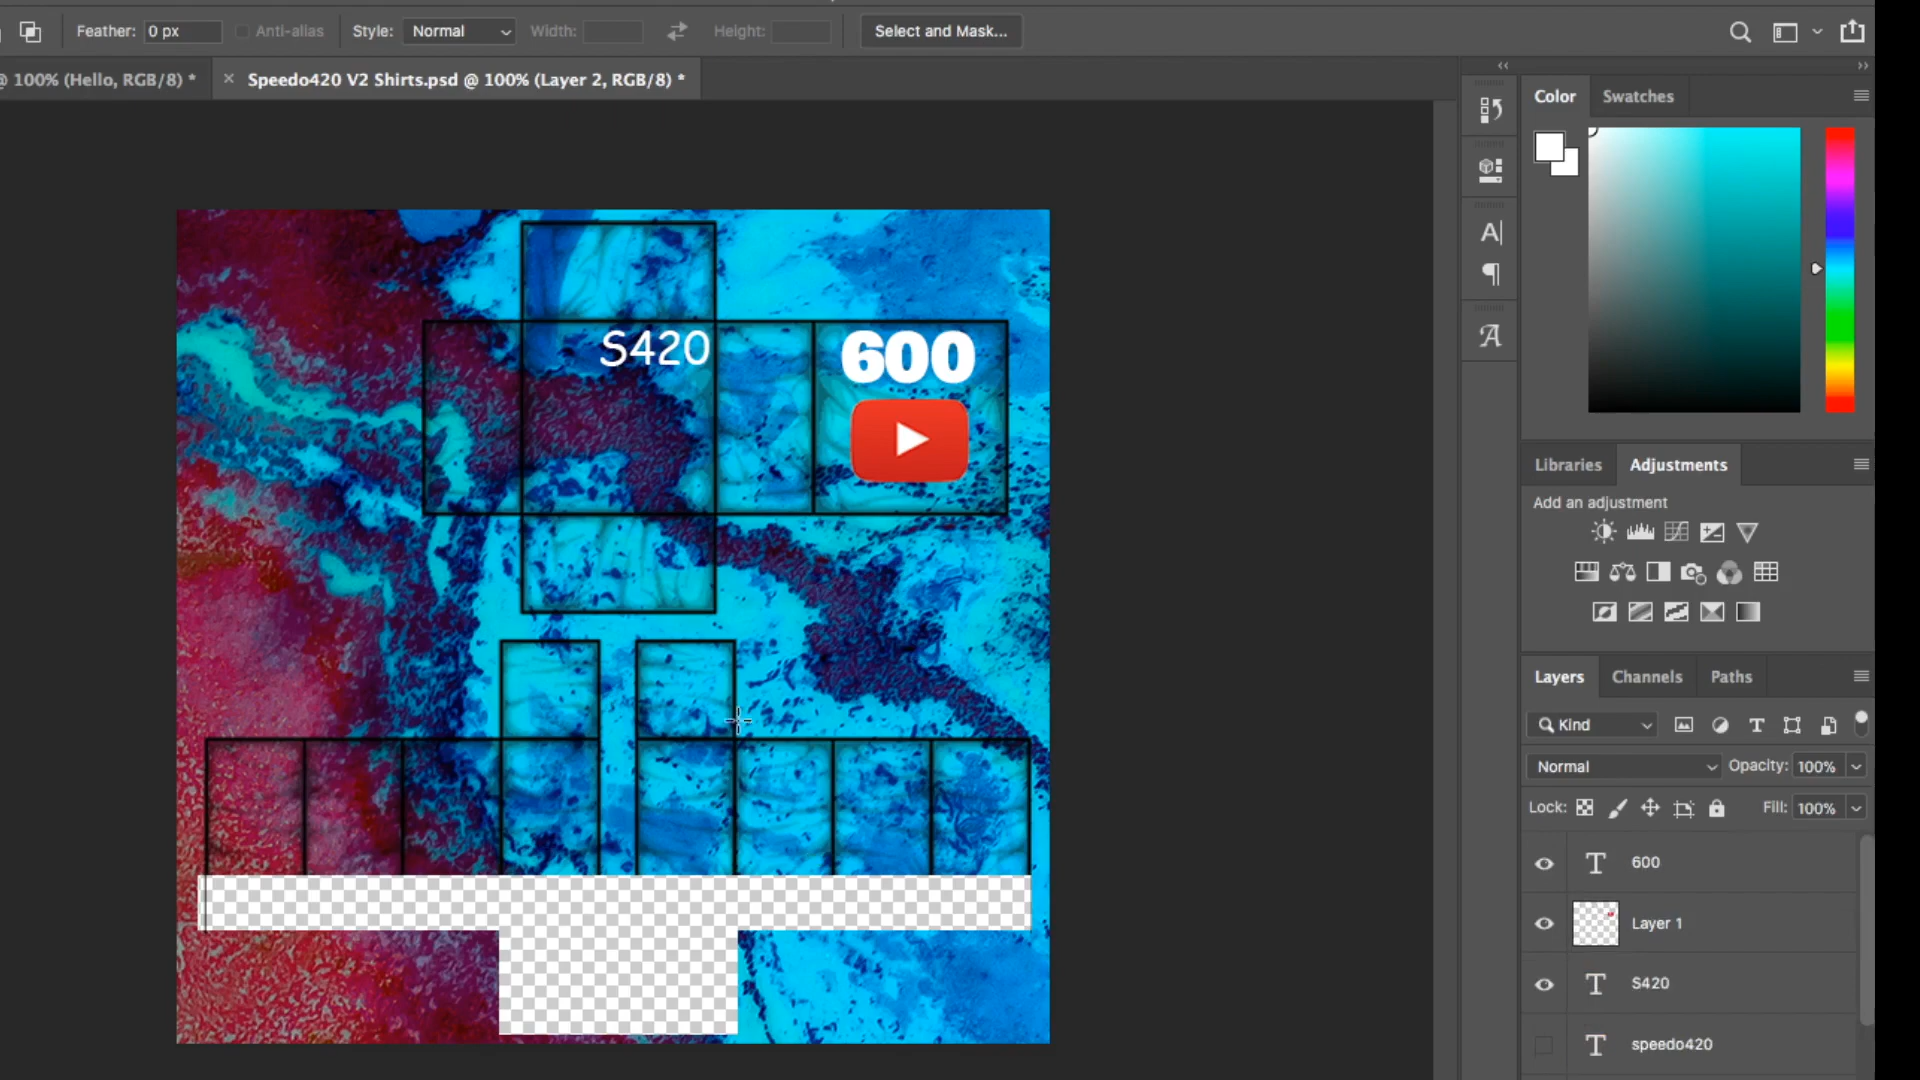 Feather: 0 px Anti-alias Style: Normal Width: Height: Select and Mask...
@ 100% (Hello, RGB/8) * × Speedo420 V2 Shirts.psd @ 100% (Layer 2, RGB/8) *
Color Swatches
S420
600
Libraries Adjustments
Add an adjustment
Layers Channels Paths
Kind
Normal Opacity: 100%
Lock: Fill: 100%
600
Layer 1
S420
speedo420